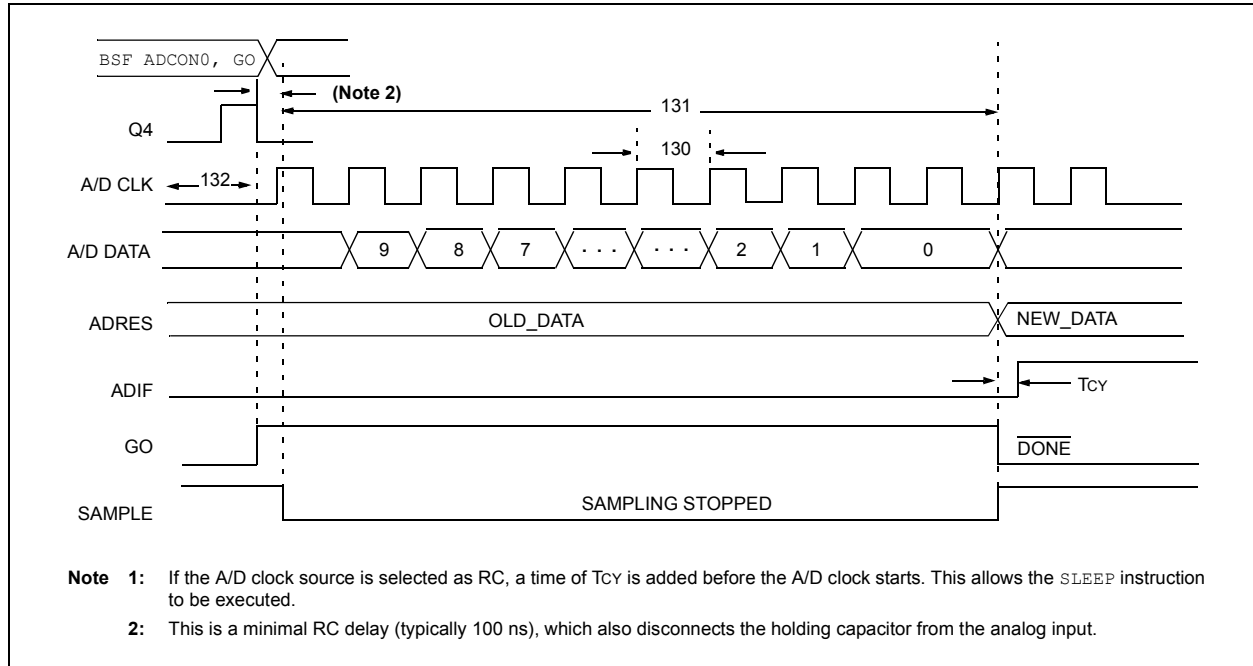 BSF ADCON0, GO
(Note 2)
131
Q4
130
A/D CLK
132
A/D DATA
9 8 7 · · · · · · 2 1 0
ADRES
OLD_DATA
NEW_DATA
ADIF
TCY
GO
DONE
SAMPLE
SAMPLING STOPPED
Note 1: If the A/D clock source is selected as RC, a time of TCY is added before the A/D clock starts. This allows the SLEEP instruction
to be executed.
2: This is a minimal RC delay (typically 100 ns), which also disconnects the holding capacitor from the analog input.